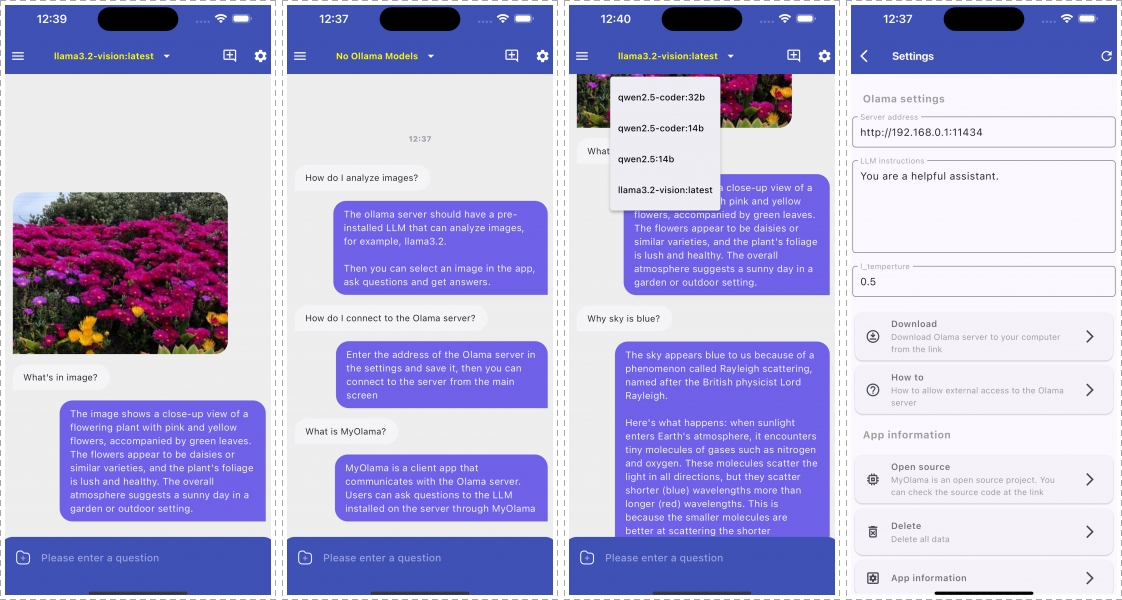 12:39
llama3.2-vision:latest
What's in image?
The image shows a close-up view of a
flowering plant with pink and yellow
flowers, accompanied by green leaves.
The flowers appear to be daisies or
similar varieties, and the plant's foliage
is lush and healthy. The overall
atmosphere suggests a sunny day in a
garden or outdoor setting.
Please enter a question
12:37
No Ollama Models
12:37
How do I analyze images?
The ollama server should have a pre-
installed LLM that can analyze images,
for example, llama3.2.
Then you can select an image in the app,
ask questions and get answers.
How do I connect to the Olama server?
Enter the address of the Olama server in
the settings and save it, then you can
connect to the server from the main
screen
What is MyOlama?
MyOlama is a client app that
communicates with the Olama server.
Users can ask questions to the LLM
installed on the server through MyOlama
Please enter a question
12:40
llama3.2-vision:latest
qwen2.5-coder:32b
qwen2.5-coder:14b
qwen2.5:14b
llama3.2-vision:latest
What
a close-up view of a
h pink and yellow
flowers, accompanied by green leaves.
The flowers appear to be daisies or
similar varieties, and the plant's foliage
is lush and healthy. The overall
atmosphere suggests a sunny day in a
garden or outdoor setting.
Why sky is blue?
The sky appears blue to us because of a
phenomenon called Rayleigh scattering,
named after the British physicist Lord
Rayleigh.
Here's what happens: when sunlight
enters Earth's atmosphere, it encounters
tiny molecules of gases such as nitrogen
and oxygen. These molecules scatter the
light in all directions, but they scatter
shorter (blue) wavelengths more than
longer (red) wavelengths. This is
because the smaller molecules are
better at scattering the shorter
Please enter a question
12:37
Settings
Olama settings
Server address
http://192.168.0.1:11434
LLM instructions
You are a helpful assistant.
l_temperture
0.5
Download
Download Olama server to your computer
from the link
How to
How to allow external access to the Olama
server
App information
Open source
MyOlama is an open source project. You
can check the source code at the link
Delete
Delete all data
App information